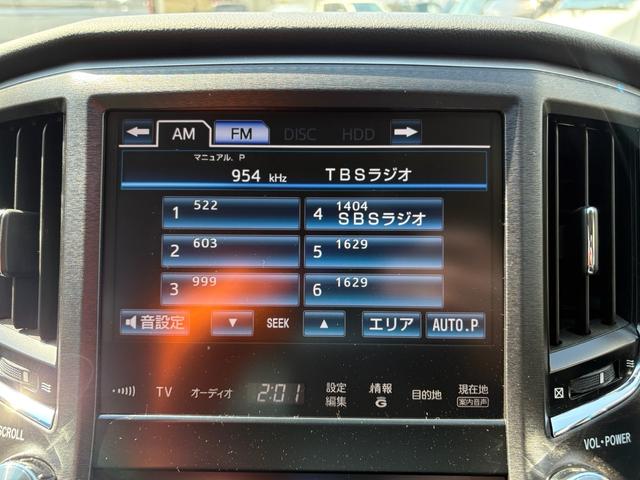 AM FM DISC HDD
マニュアル．P
954 kHz TBSラジオ
1 522
4 1404 SBSラジオ
2 603
5 1629
3 999
6 1629
音設定 ▼ SEEK ▲ エリア AUTO.P
TV オーディオ 2:01 設定編集 情報G 目的地 現在地 案内音声
SCROLL
VOL・POWER